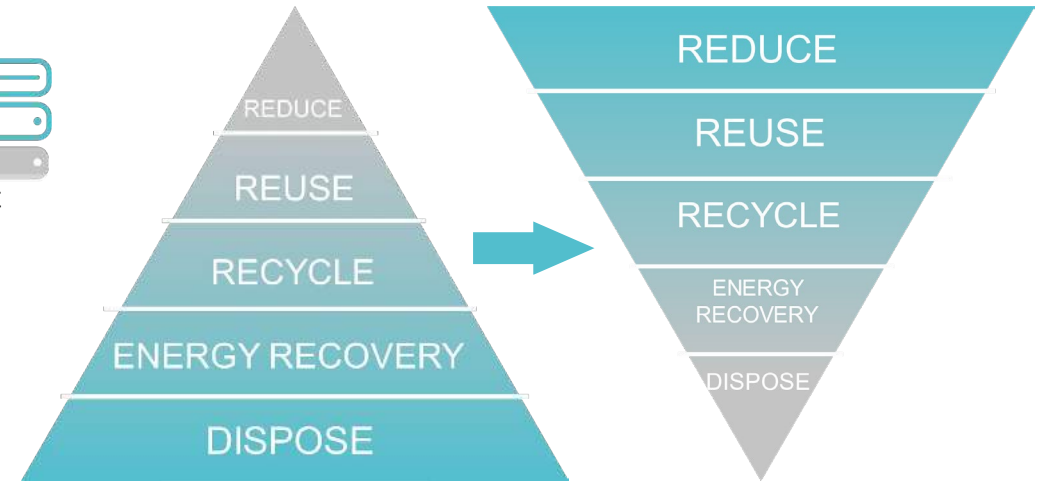 REDUCE
REUSE
RECYCLE
ENERGY RECOVERY
DISPOSE
REDUCE
REUSE
RECYCLE
ENERGY
RECOVERY
DISPOSE